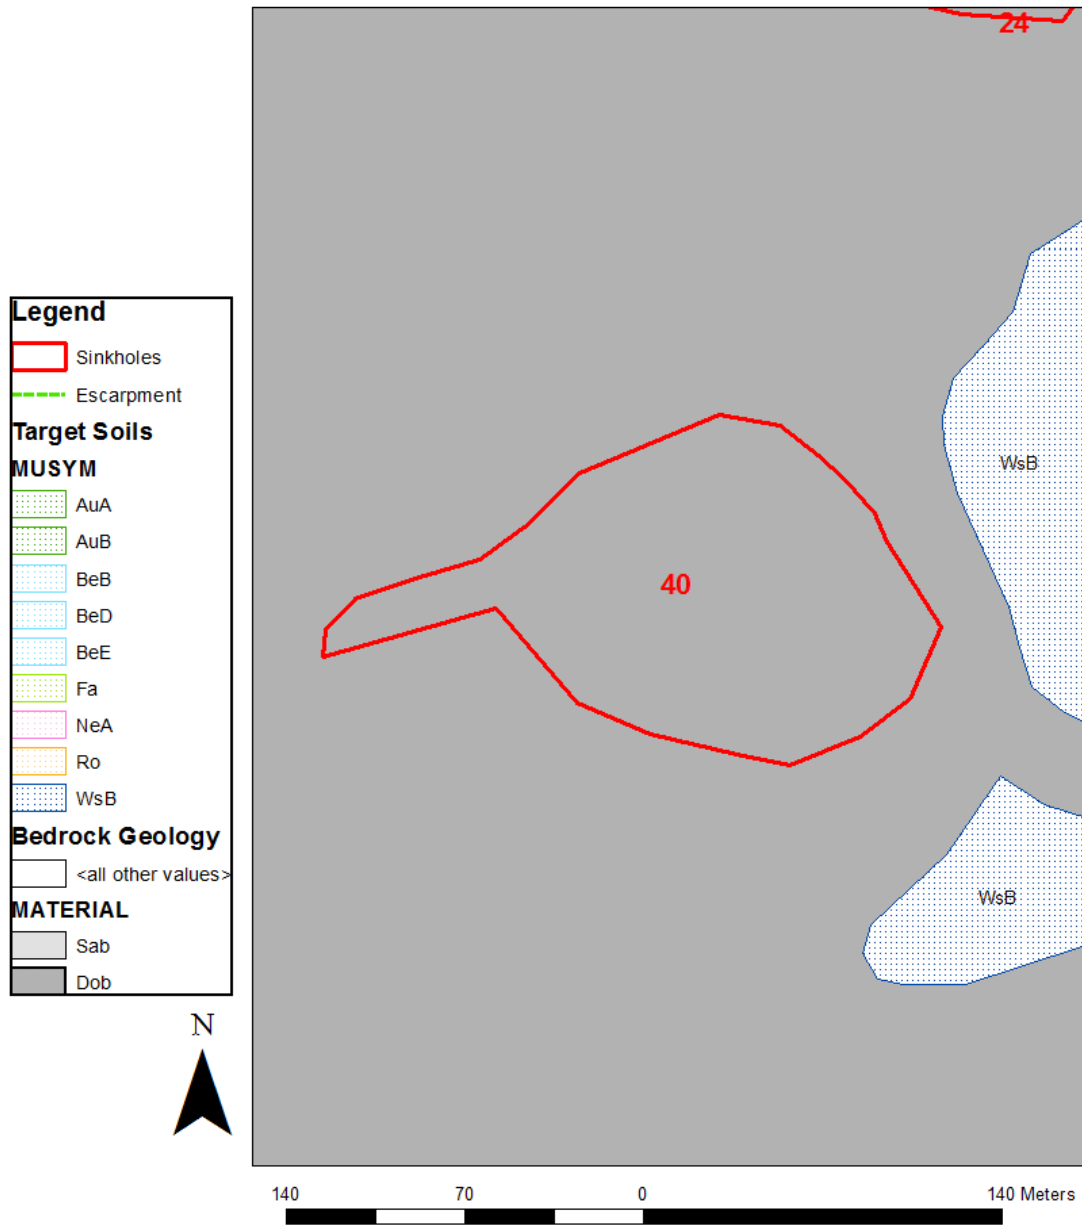 24
Legend
Sinkholes
Escarpment
Target Soils
MUSYM
AuA
AuB
BeB
BeD
BeE
Fa
NeA
Ro
WsB
Bedrock Geology
<all other values>
MATERIAL
Sab
Dob
N
WsB
40
WsB
140 70 0 140 Meters